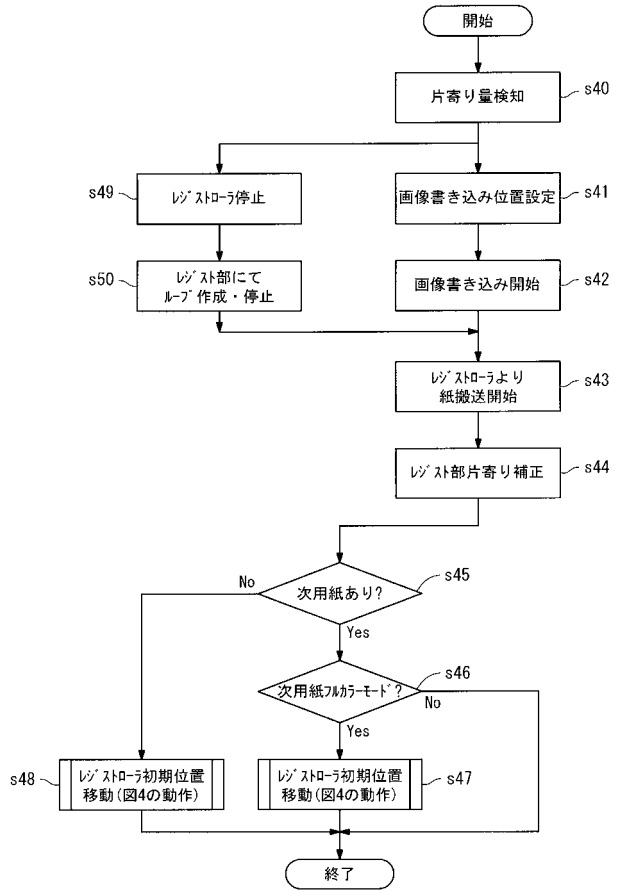 開始
片寄り量検知
s40
s49
レジストローラ停止
画像書き込み位置設定
s41
s50
レジスト部にて
ループ作成・停止
画像書き込み開始
s42
レジストローラより
紙搬送開始
s43
レジスト部片寄り補正
s44
次用紙あり?
s45
No
Yes
次用紙フルカラーモード?
s46
No
Yes
s48
レジストローラ初期位置
移動(図4の動作)
レジストローラ初期位置
移動(図4の動作)
s47
終了